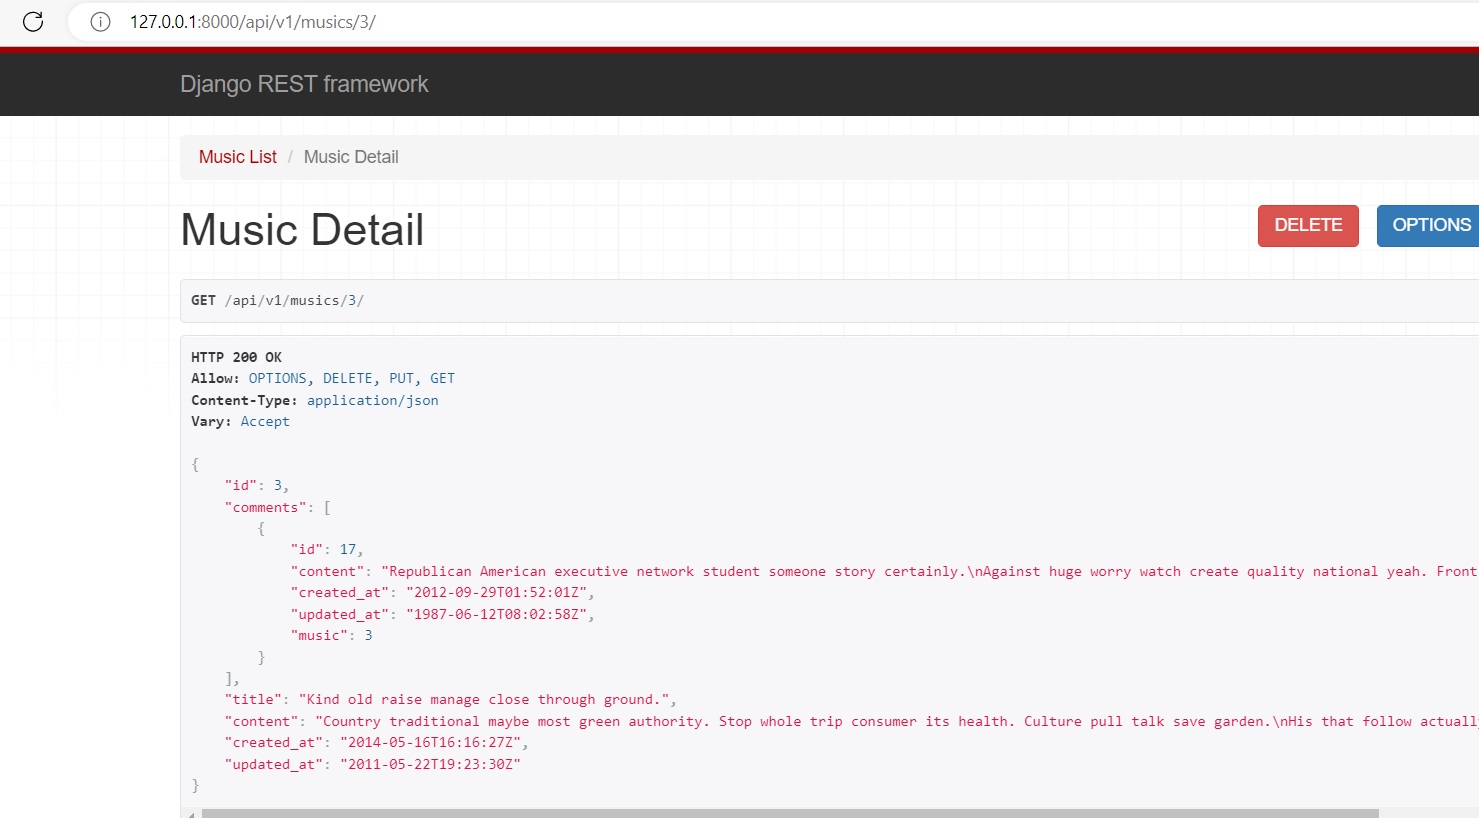 127.0.0.1:8000/api/v1/musics/3/
Django REST framework
Music List / Music Detail
Music Detail
DELETE
OPTIONS
GET /api/v1/musics/3/
HTTP 200 OK
Allow: OPTIONS, DELETE, PUT, GET
Content-Type: application/json
Vary: Accept
{
"id": 3,
"comments": [
{
"id": 17,
"content": "Republican American executive network student someone story certainly.\nAgainst huge worry watch create quality national yeah. Front
"created_at": "2012-09-29T01:52:01Z",
"updated_at": "1987-06-12T08:02:58Z",
"music": 3
}
],
"title": "Kind old raise manage close through ground.",
"content": "Country traditional maybe most green authority. Stop whole trip consumer its health. Culture pull talk save garden.\nHis that follow actually
"created_at": "2014-05-16T16:16:27Z",
"updated_at": "2011-05-22T19:23:30Z"
}